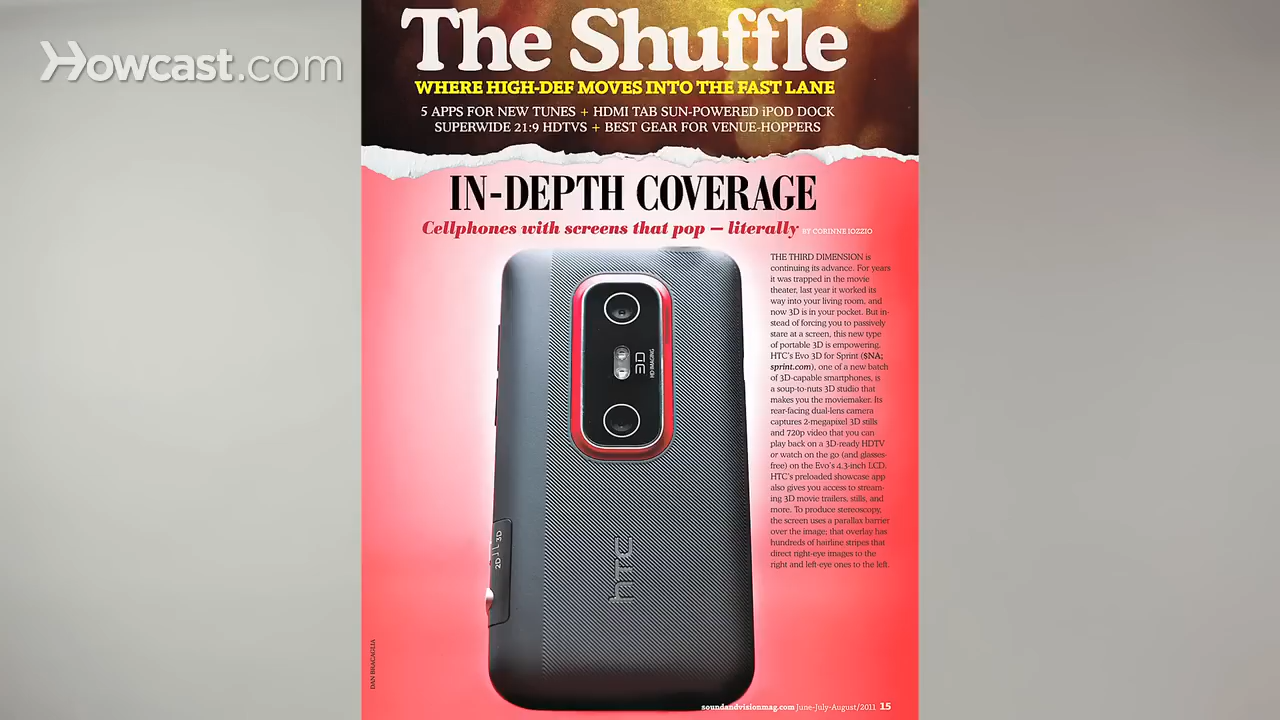 Howcast.com
The Shuffle
WHERE HIGH-DEF MOVES INTO THE FAST LANE
5 APPS FOR NEW TUNES + HDMI TAB SUN-POWERED iPOD DOCK
SUPERWIDE 21:9 HDTVS + BEST GEAR FOR VENUE-HOPPERS
IN-DEPTH COVERAGE
Cellphones with screens that pop — literally BY CORINNE IOZZIO
THE THIRD DIMENSION is
continuing its advance. For years
it was trapped in the movie
theater, last year it worked its
way into your living room, and
now 3D is in your pocket. But in-
stead of forcing you to passively
stare at a screen, this new type
of portable 3D is empowering.
HTC's Evo 3D for Sprint ($NA;
sprint.com), one of a new batch
of 3D-capable smartphones, is
a soup-to-nuts 3D studio that
makes you the moviemaker. Its
rear-facing dual-lens camera
captures 2-megapixel 3D stills
and 720p video that you can
play back on a 3D-ready HDTV
or watch on the go (and glasses-
free) on the Evo's 4.3-inch LCD.
HTC's preloaded showcase app
also gives you access to stream-
ing 3D movie trailers, stills, and
more. To produce stereoscopy,
the screen uses a parallax barrier
over the image; that overlay has
hundreds of hairline stripes that
direct right-eye images to the
right and left-eye ones to the left.
3D
HD IMAGING
2D 3D
htc
DAN BRACAGLIA
soundandvisionmag.com June-July-August/2011 15